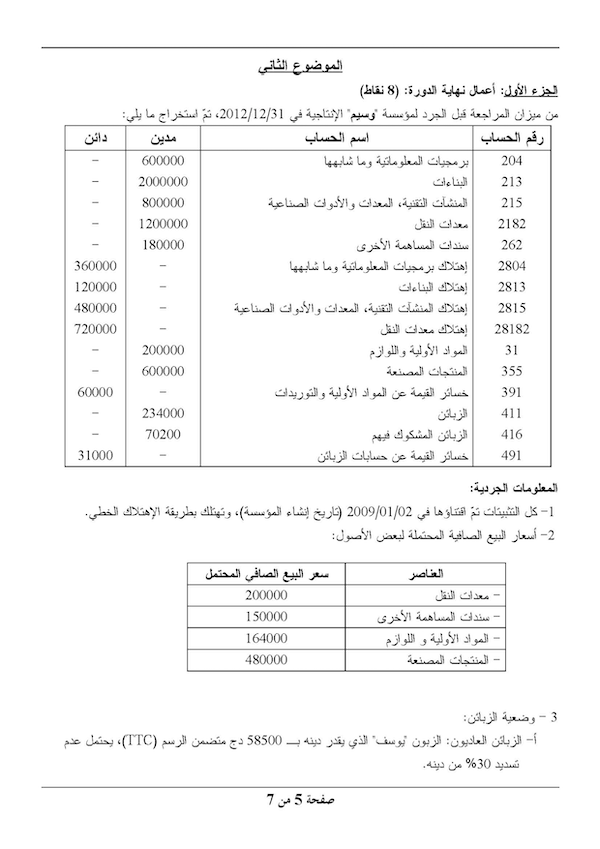 الموضوع الثاني
الجزء الأول: أعمال نهاية الدورة: (8 نقاط)
من ميزان المراجعة قبل الجرد لمؤسسة "وسيم" الإنتاجية في 2012/12/31، تمّ استخراج ما يلي:
رقم الحساب اسم الحساب مدين دائن
204 برمجيات المعلوماتية وما شابهها 600000 –
213 البناءات 2000000 –
215 المنشآت التقنية، المعدات والأدوات الصناعية 800000 –
2182 معدات النقل 1200000 –
262 سندات المساهمة الأخرى 180000 –
2804 إهتلاك برمجيات المعلوماتية وما شابهها – 360000
2813 إهتلاك البناءات – 120000
2815 إهتلاك المنشآت التقنية، المعدات والأدوات الصناعية – 480000
28182 إهتلاك معدات النقل – 720000
31 المواد الأولية واللوازم 200000 –
355 المنتجات المصنعة 600000 –
391 خسائر القيمة عن المواد الأولية والتوريدات – 60000
411 الزبائن 234000 –
416 الزبائن المشكوك فيهم 70200 –
491 خسائر القيمة عن حسابات الزبائن – 31000
المعلومات الجردية:
1– كل التثبيتات تمّ اقتناؤها في 2009/01/02 (تاريخ إنشاء المؤسسة)، وتهتلك بطريقة الإهتلاك الخطي.
2– أسعار البيع الصافية المحتملة لبعض الأصول:
العناصر سعر البيع الصافي المحتمل
– معدات النقل 200000
– سندات المساهمة الأخرى 150000
– المواد الأولية و اللوازم 164000
– المنتجات المصنعة 480000
3 – وضعية الزبائن:
أ– الزبائن العاديون: الزبون "يوسف" الذي يقدر دينه بــ 58500 دج متضمن الرسم (TTC)، يحتمل عدم
تسديد 30% من دينه.
صفحة 5 من 7